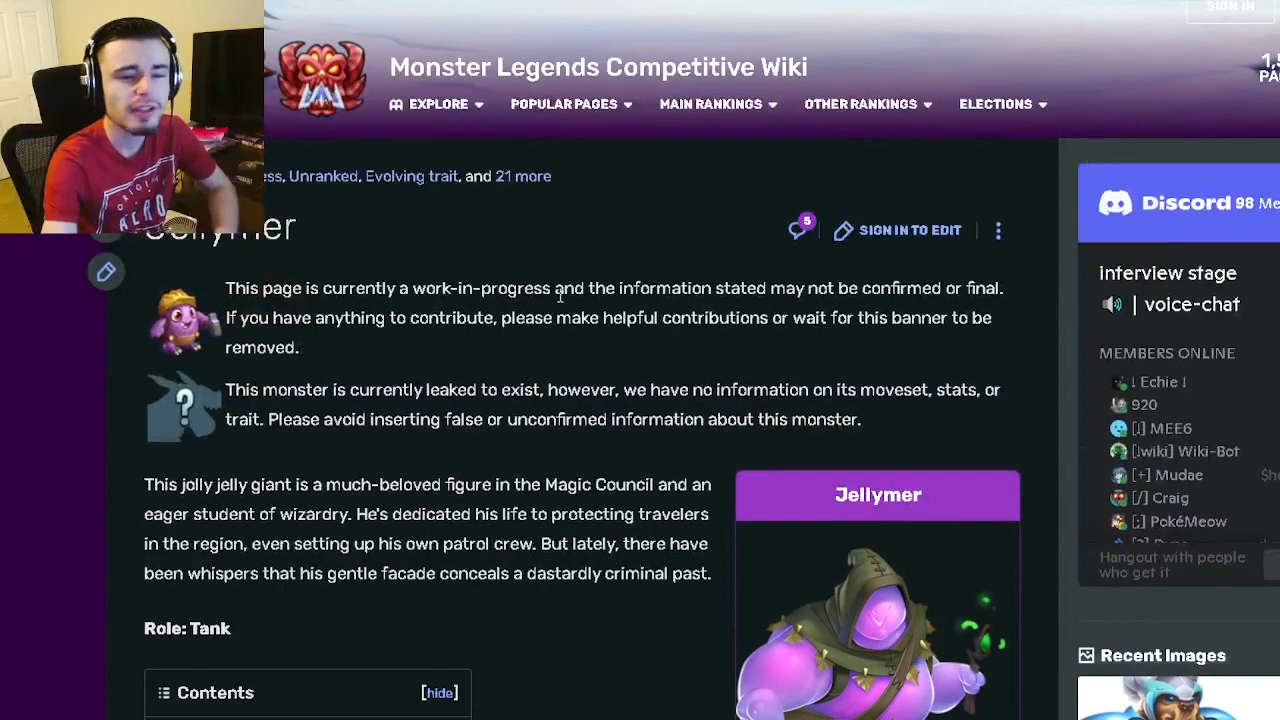 SIGN IN
Monster Legends Competitive Wiki
EXPLORE POPULAR PAGES MAIN RANKINGS OTHER RANKINGS ELECTIONS
Unranked, Evolving trait, and 21 more
5
SIGN IN TO EDIT
This page is currently a work-in-progress and the information stated may not be confirmed or final.
If you have anything to contribute, please make helpful contributions or wait for this banner to be
removed.
This monster is currently leaked to exist, however, we have no information on its moveset, stats, or
trait. Please avoid inserting false or unconfirmed information about this monster.
This jolly jelly giant is a much-beloved figure in the Magic Council and an
eager student of wizardry. He's dedicated his life to protecting travelers
in the region, even setting up his own patrol crew. But lately, there have
been whispers that his gentle facade conceals a dastardly criminal past.
Role: Tank
Contents [hide]
Jellymer
Discord 98
interview stage
| voice-chat
MEMBERS ONLINE
! Echie !
920
[!] MEE6
[!wiki] Wiki-Bot
[+] Mudae
[/] Craig
[;] PokéMeow
Hangout with people
who get it
Recent Images